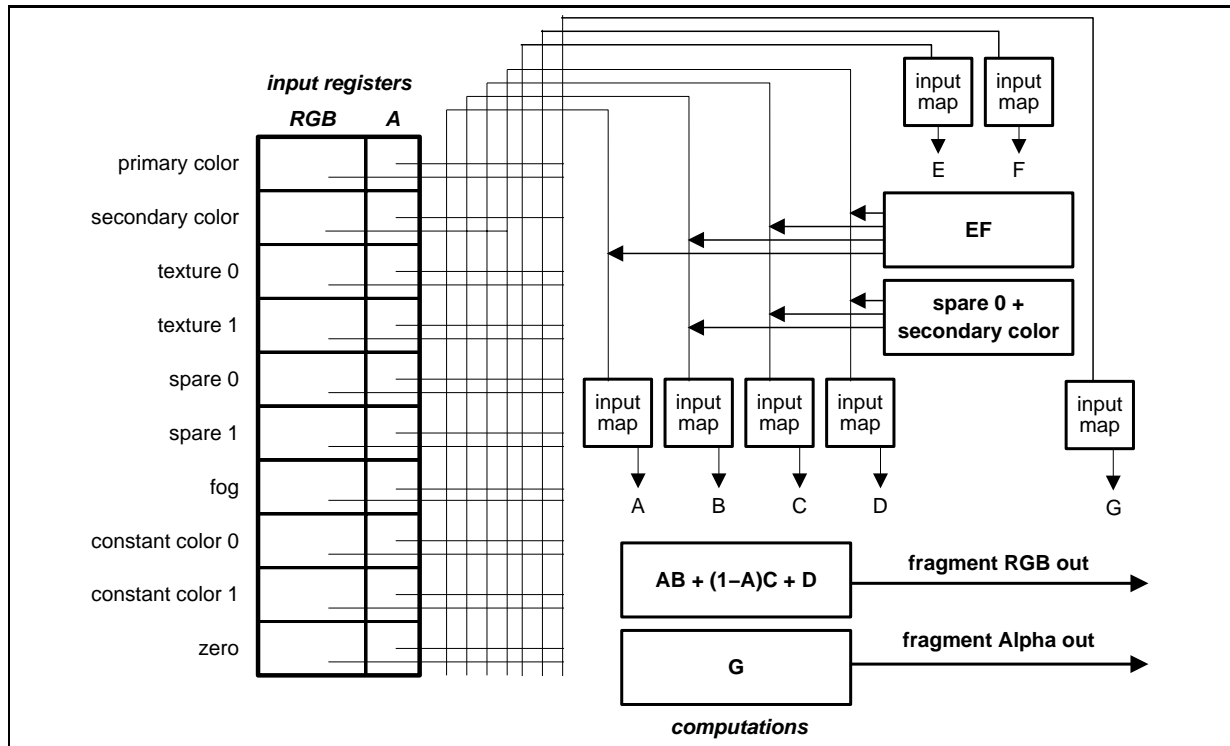 input registers
RGB A
primary color
secondary color
texture 0
texture 1
spare 0
spare 1
fog
constant color 0
constant color 1
zero
input
map
input
map
E
F
EF
spare 0 +
secondary color
input
map
input
map
input
map
input
map
input
map
A
B
C
D
G
AB + (1–A)C + D
fragment RGB out
G
fragment Alpha out
computations